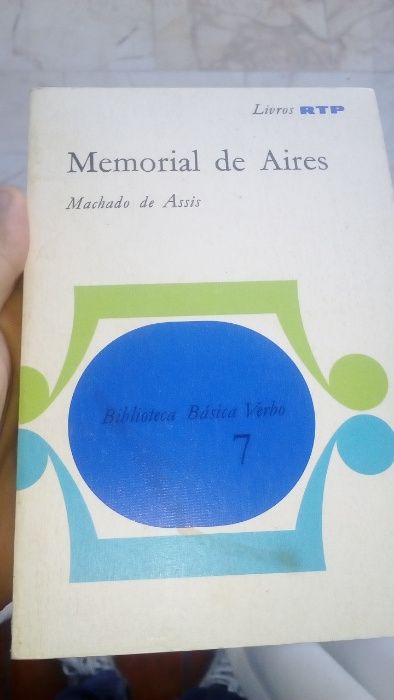 Livros RTP
Memorial de Aires
Machado de Assis
Biblioteca Básica Verbo
7